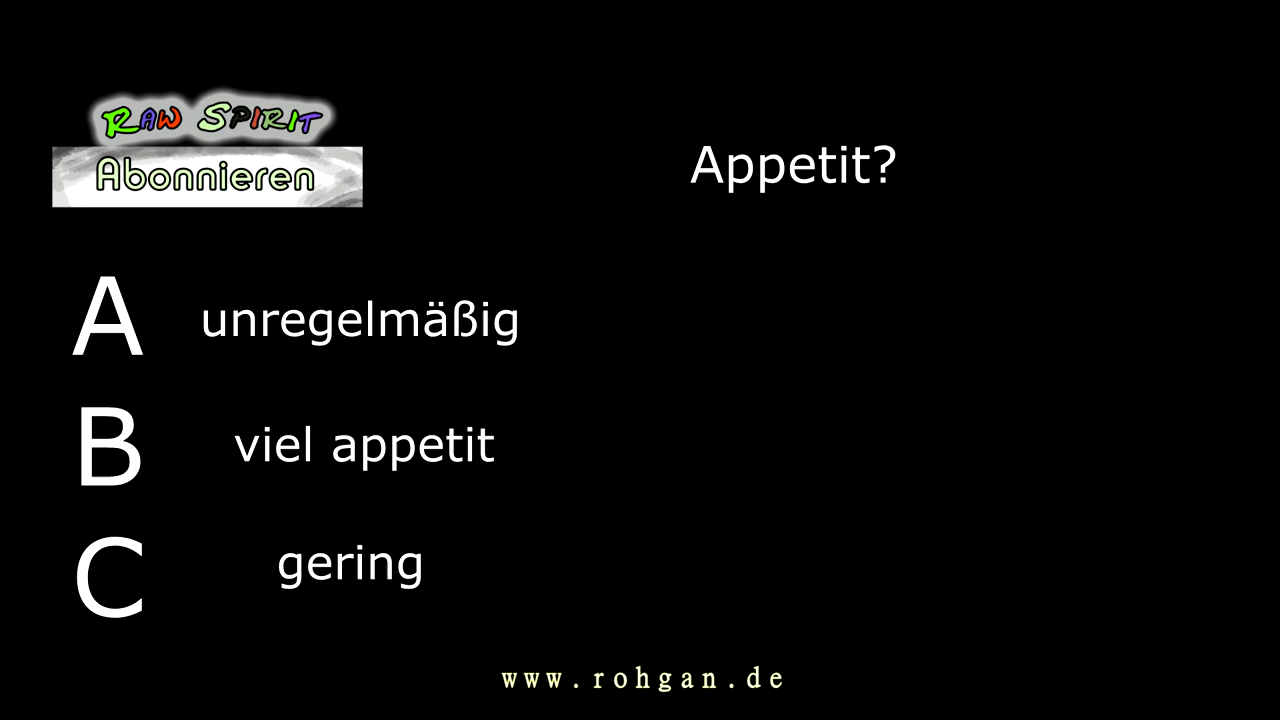 Raw Spirit
Abonnieren
Appetit?
A unregelmäßig
B viel appetit
C gering
www.rohgan.de